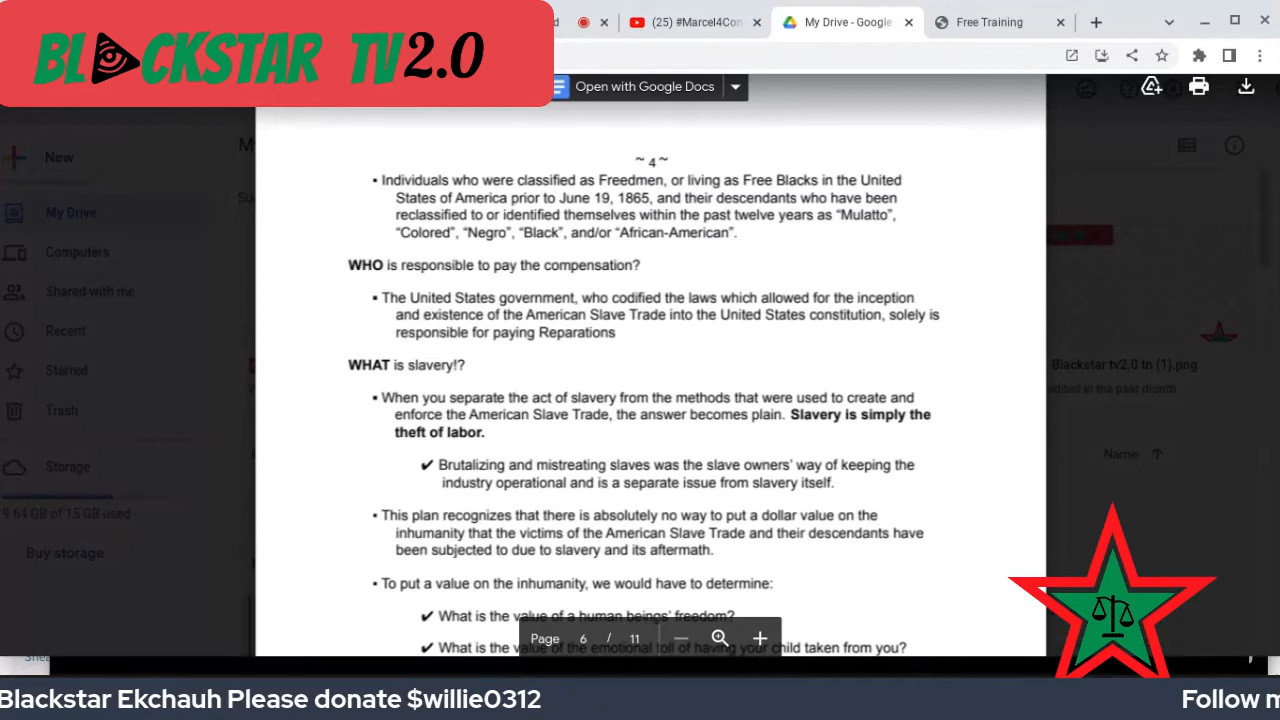 BLACKSTAR TV2.0
(25) #Marcel4Con
My Drive - Google
Free Training
Open with Google Docs
New
My Drive
Computers
Shared with me
Recent
Starred
Trash
Storage
9.64 GB of 15 GB used
Buy storage
~ 4 ~
▪ Individuals who were classified as Freedmen, or living as Free Blacks in the United
States of America prior to June 19, 1865, and their descendants who have been
reclassified to or identified themselves within the past twelve years as “Mulatto”,
“Colored”, “Negro”, “Black”, and/or “African-American”.
WHO is responsible to pay the compensation?
▪ The United States government, who codified the laws which allowed for the inception
and existence of the American Slave Trade into the United States constitution, solely is
responsible for paying Reparations
WHAT is slavery!?
▪ When you separate the act of slavery from the methods that were used to create and
enforce the American Slave Trade, the answer becomes plain. Slavery is simply the
theft of labor.
✔ Brutalizing and mistreating slaves was the slave owners’ way of keeping the
industry operational and is a separate issue from slavery itself.
▪ This plan recognizes that there is absolutely no way to put a dollar value on the
inhumanity that the victims of the American Slave Trade and their descendants have
been subjected to due to slavery and its aftermath.
▪ To put a value on the inhumanity, we would have to determine:
✔ What is the value of a human beings’ freedom?
✔ What is the value of the emotional toll of having your child taken from you?
Page 6 / 11
Blackstar tv2.0 tn (1).png
edited in the past month
Name
Blackstar Ekchauh Please donate $willie0312
Follow m